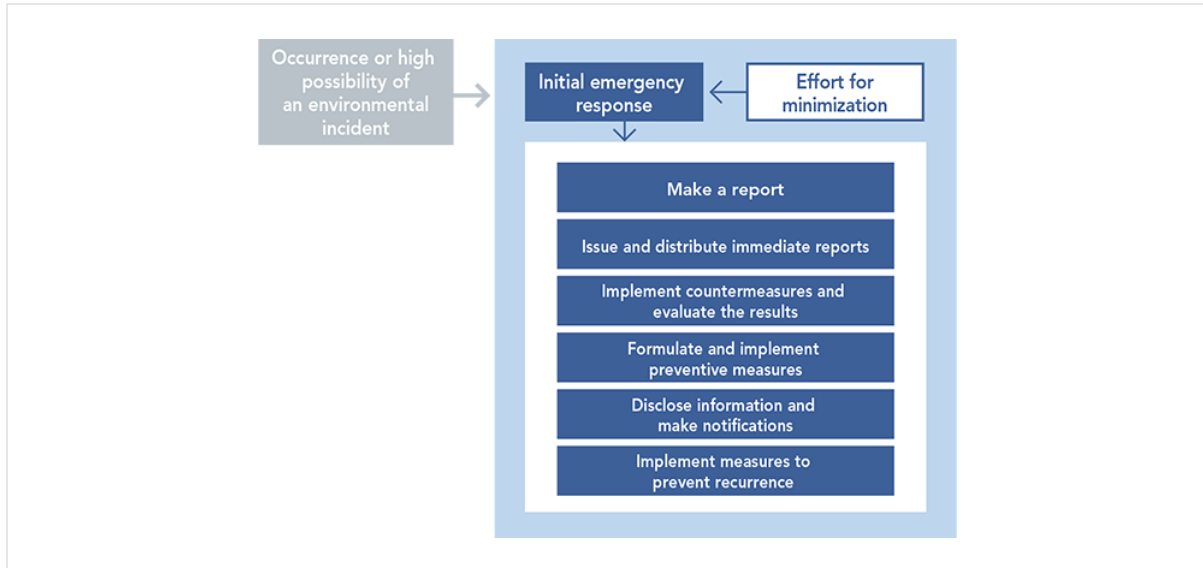 Occurrence or high
possibility of
an environmental
incident
Initial emergency
response
Effort for
minimization
Make a report
Issue and distribute immediate reports
Implement countermeasures and
evaluate the results
Formulate and implement
preventive measures
Disclose information and
make notifications
Implement measures to
prevent recurrence